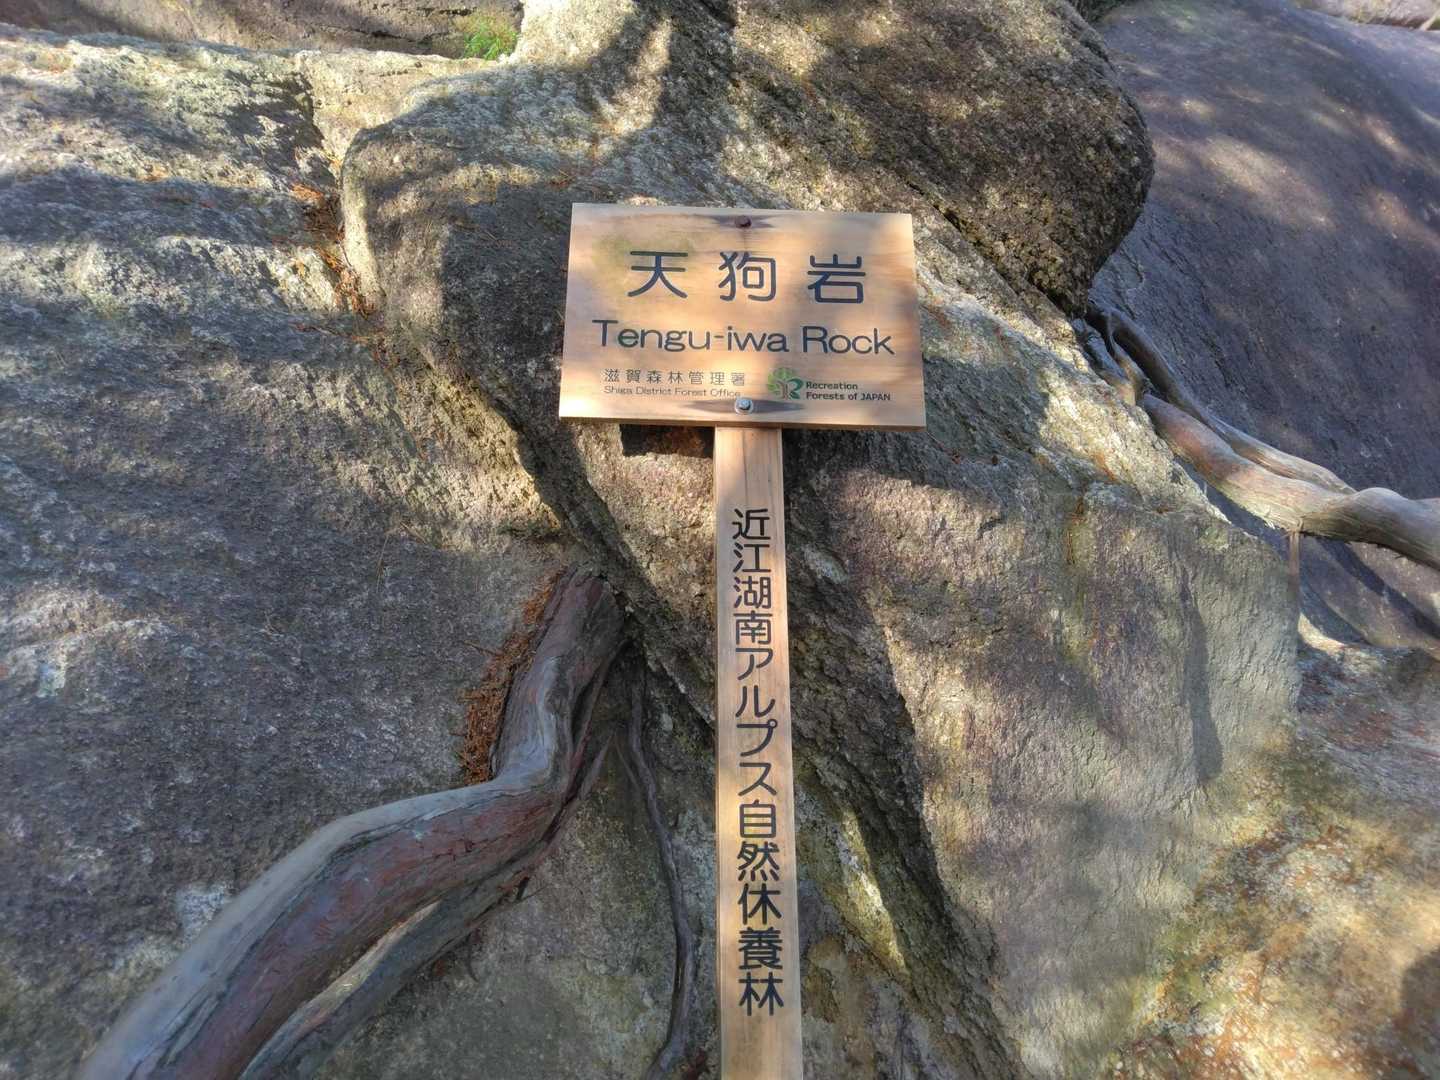 天狗岩
Tengu-iwa Rock
滋賀森林管理署
Shiga District Forest Office
Recreation
Forests of JAPAN
近江湖南アルプス自然休養林